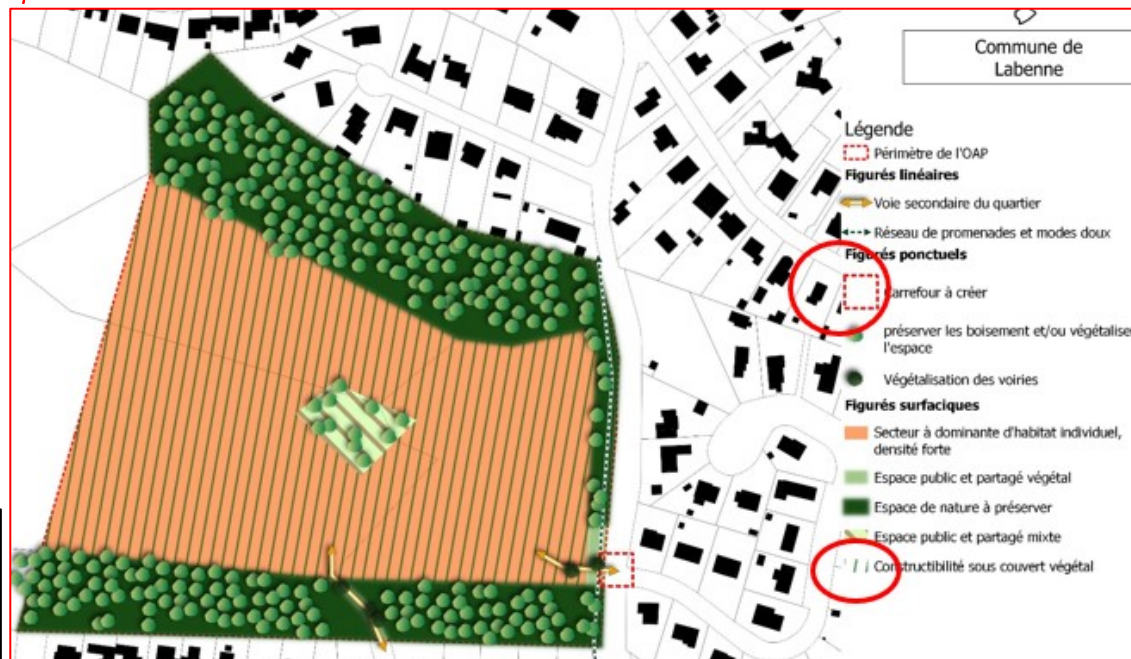 Commune de
Labenne
Légende
Périmètre de l'OAP
Figurés linéaires
Voie secondaire du quartier
Réseau de promenades et modes doux
Figurés ponctuels
Carrefour à créer
préserver les boisement et/ou végétalise
l'espace
Végétalisation des voiries
Figurés surfaciques
Secteur à dominante d'habitat individuel,
densité forte
Espace public et partagé végétal
Espace de nature à préserver
Espace public et partagé mixte
Constructibilité sous couvert végétal